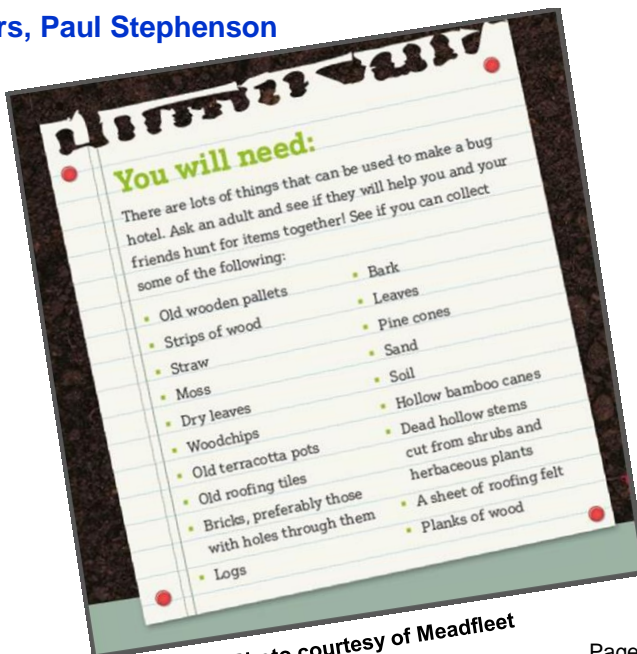 Paul Stephenson
You will need:
There are lots of things that can be used to make a bug
hotel. Ask an adult and see if they will help you and your
friends hunt for items together! See if you can collect
some of the following:
Old wooden pallets
Strips of wood
Straw
Moss
Dry leaves
Woodchips
Old terracotta pots
Old roofing tiles
Bricks, preferably those
with holes through them
Logs
Bark
Leaves
Pine cones
Sand
Soil
Hollow bamboo canes
Dead hollow stems
cut from shrubs and
herbaceous plants
A sheet of roofing felt
Planks of wood
courtesy of Meadfleet
Page